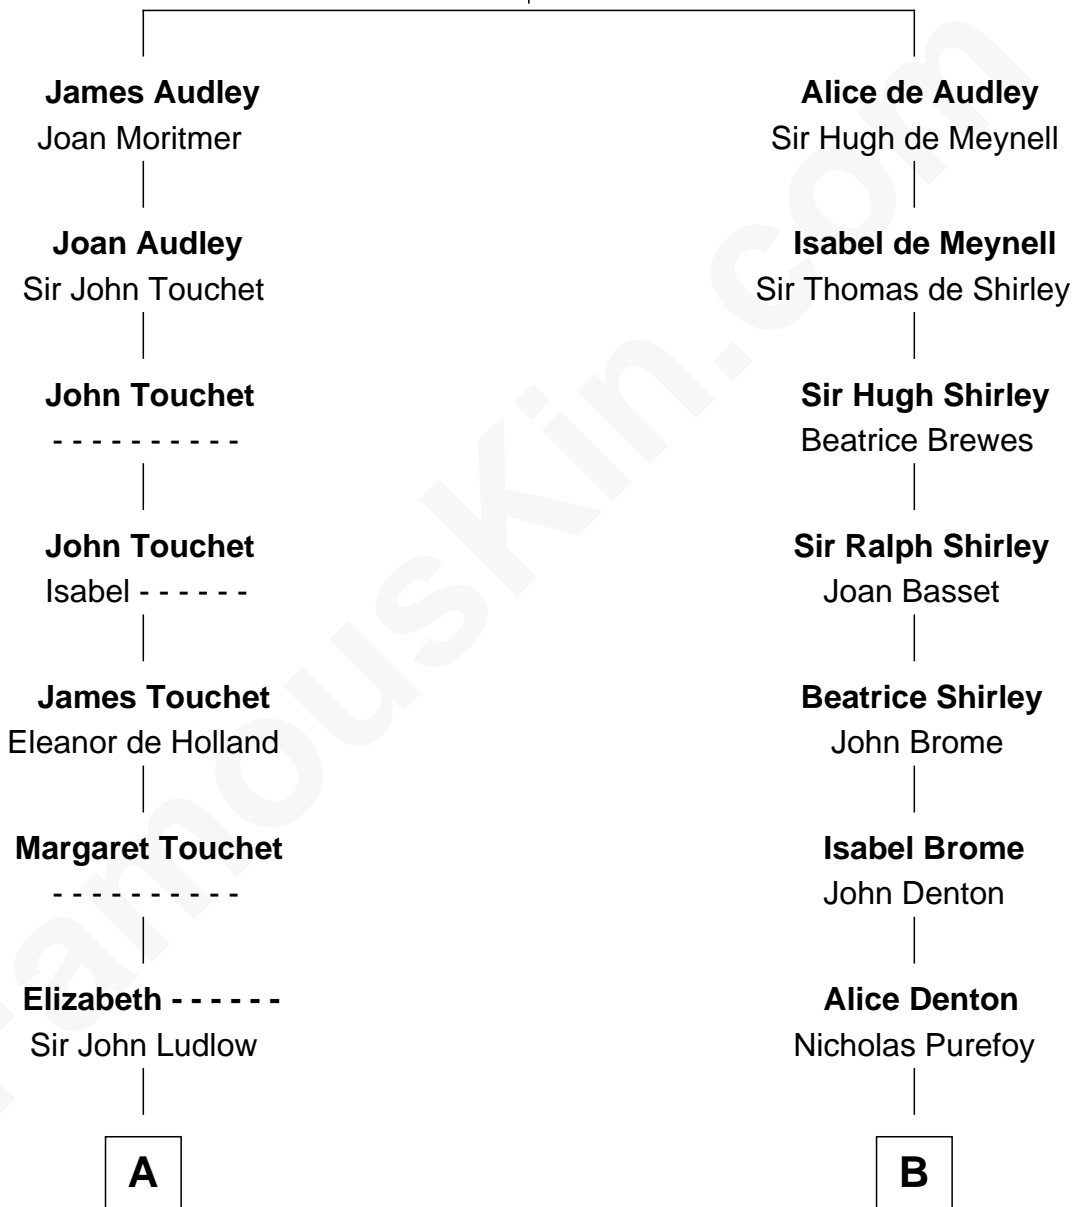 James Audley
Joan Moritmer
Joan Audley
Sir John Touchet
John Touchet
- - - - - - - - - -
John Touchet
Isabel - - - - - -
James Touchet
Eleanor de Holland
Margaret Touchet
- - - - - - - - - -
Elizabeth - - - - - -
Sir John Ludlow
A
Alice de Audley
Sir Hugh de Meynell
Isabel de Meynell
Sir Thomas de Shirley
Sir Hugh Shirley
Beatrice Brewes
Sir Ralph Shirley
Joan Basset
Beatrice Shirley
John Brome
Isabel Brome
John Denton
Alice Denton
Nicholas Purefoy
B
FamousKin.com